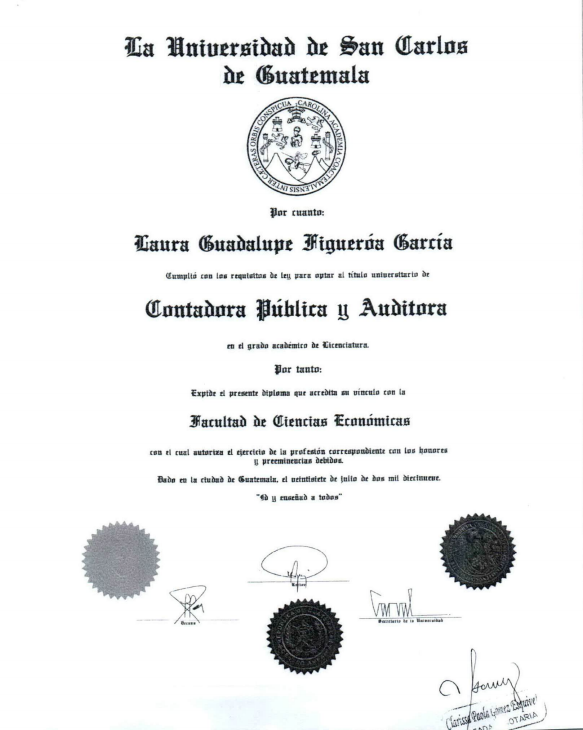 La Universidad de San Carlos
de Guatemala
INTER CÆTERAS ORBIS CONSPICUA CAROLINA ACADEMIA COACTEMALENSIS
Por cuanto:
Laura Guadalupe Figueróa García
Cumplió con los requisitos de ley para optar al título universitario de
Contadora Pública y Auditora
en el grado académico de Licenciatura.
Por tanto:
Expide el presente diploma que acredita su vínculo con la
Facultad de Ciencias Económicas
con el cual autoriza el ejercicio de la profesión correspondiente con los honores
y preeminencias debidos.
Dado en la ciudad de Guatemala, el veintisiete de julio de dos mil diecinueve.
"Id y enseñad a todos"
Rector
Decano
Secretario de la Universidad
Clarissa Paola Gomez Esquivel
OTARIA